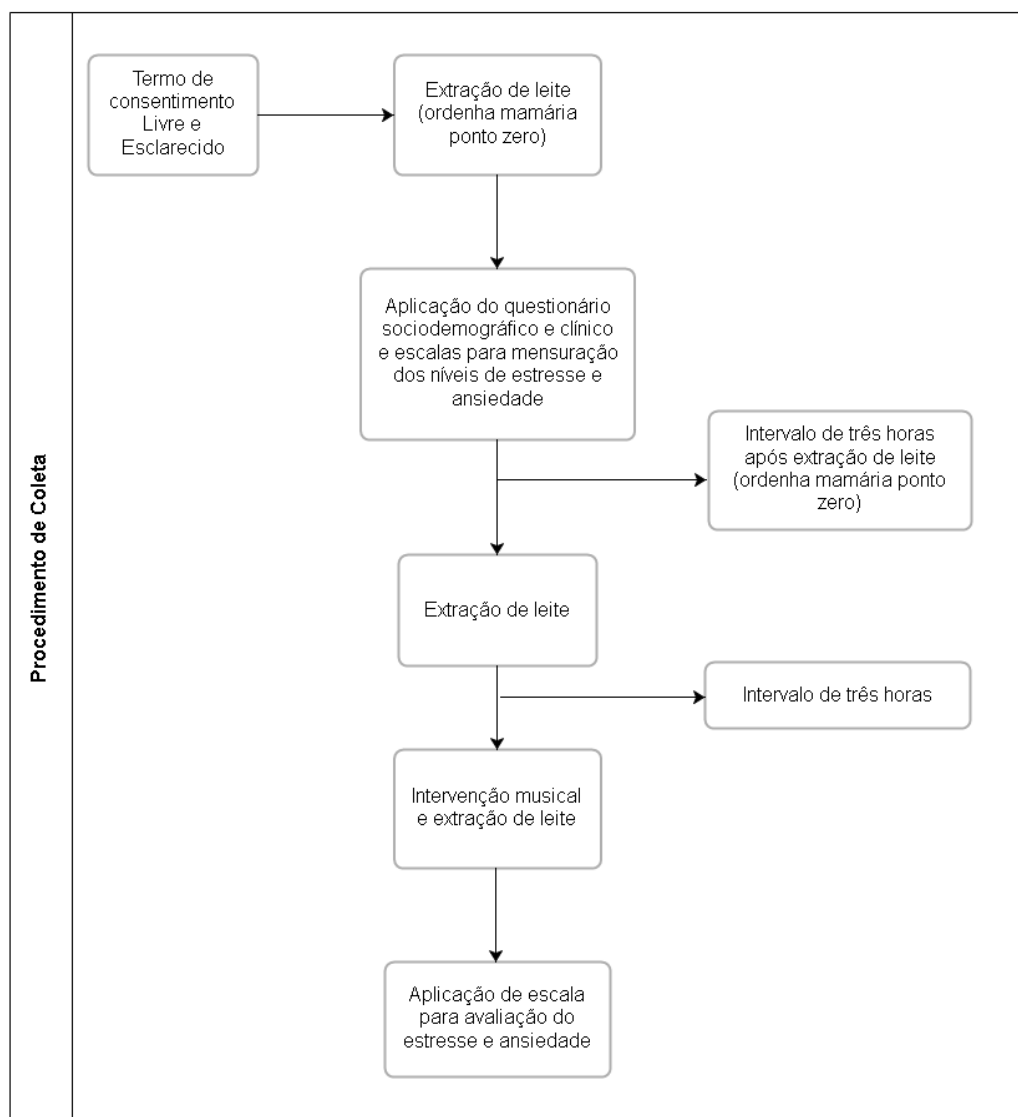 Procedimento de Coleta
Termo de
consentimento
Livre e
Esclarecido
Extração de leite
(ordenha mamária
ponto zero)
Aplicação do questionário
sociodemográfico e clínico
e escalas para mensuração
dos níveis de estresse e
ansiedade
Intervalo de três horas
após extração de leite
(ordenha mamária ponto
zero)
Extração de leite
Intervalo de três horas
Intervenção musical
e extração de leite
Aplicação de escala
para avaliação do
estresse e ansiedade